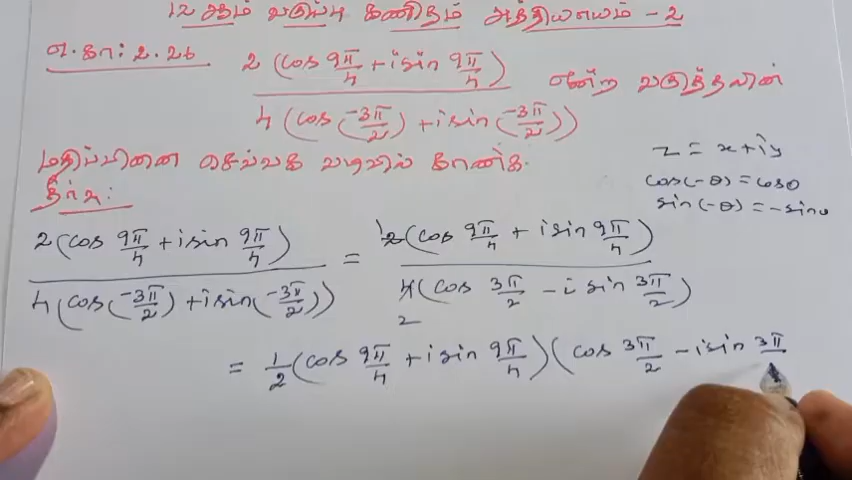 12 ஆம் வகுப்பு கணிதம் அத்தியாயம் - 2
எ.கா: 2.26 2(cos 9π/4 + i sin 9π/4) / 4(cos(-3π/2) + i sin(-3π/2)) என்ற வகுத்தலின்
மதிப்பினை செவ்வக வடிவில் காண்க.
z = x+iy
cos(-θ) = cosθ
sin(-θ) = -sinθ
தீர்வு:
2(cos 9π/4 + i sin 9π/4) / 4(cos(-3π/2) + i sin(-3π/2)) = 2(cos 9π/4 + i sin 9π/4) / 4(cos 3π/2 - i sin 3π/2)
= 1/2 (cos 9π/4 + i sin 9π/4)(cos 3π/2 - i sin 3π/